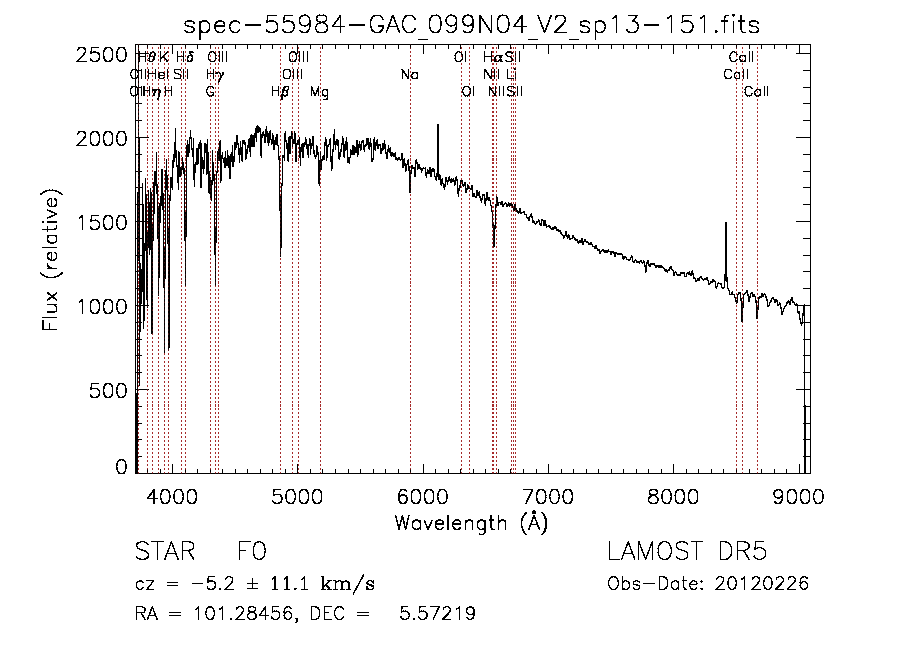 spec-55984-GAC_099N04_V2_sp13-151.fits
Hθ K Hδ OIII OIII OI Hα SII CaII
OII HeI SII Hγ OIII Na NII Li CaII
OII Hη H G Hβ Mg OI NII SII CaII
2500
2000
1500
1000
500
0
Flux (relative)
4000 5000 6000 7000 8000 9000
Wavelength (Å)
STAR F0 LAMOST DR5
cz = -5.2 ± 11.1 km/s Obs-Date: 20120226
RA = 101.28456, DEC = 5.57219